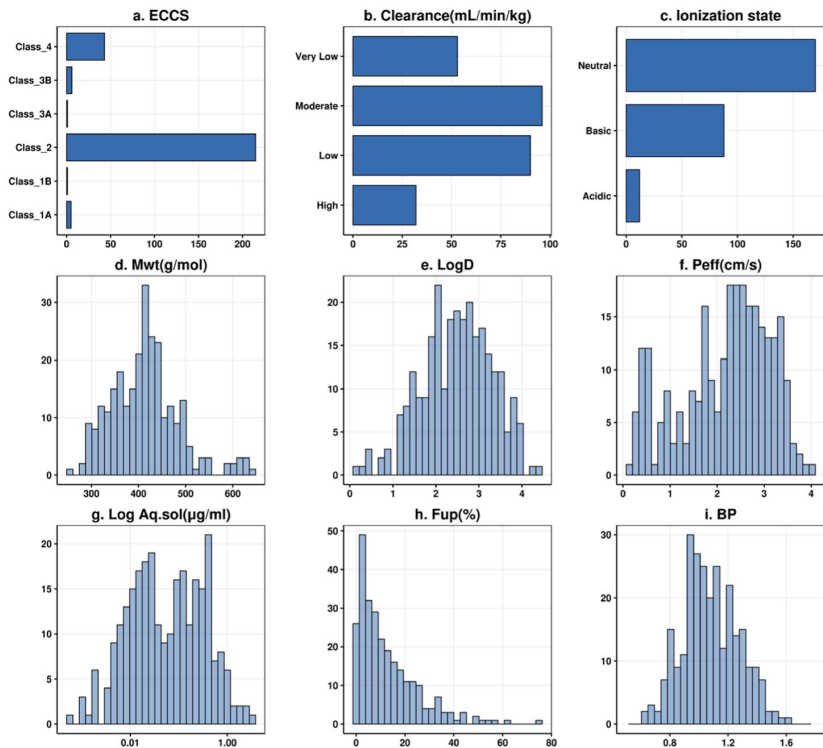 a. ECCS
Class_4
Class_3B
Class_3A
Class_2
Class_1B
Class_1A
0 50 100 150 200
b. Clearance(mL/min/kg)
Very Low
Moderate
Low
High
0 25 50 75 100
c. Ionization state
Neutral
Basic
Acidic
0 50 100 150
d. Mwt(g/mol)
30
20
10
0
300 400 500 600
e. LogD
20
15
10
5
0
0 1 2 3 4
f. Peff(cm/s)
15
10
5
0
0 1 2 3 4
g. Log Aq.sol(µg/ml)
20
15
10
5
0
0.01 1.00
h. Fup(%)
50
40
30
20
10
0
0 20 40 60 80
i. BP
30
20
10
0
0.8 1.2 1.6